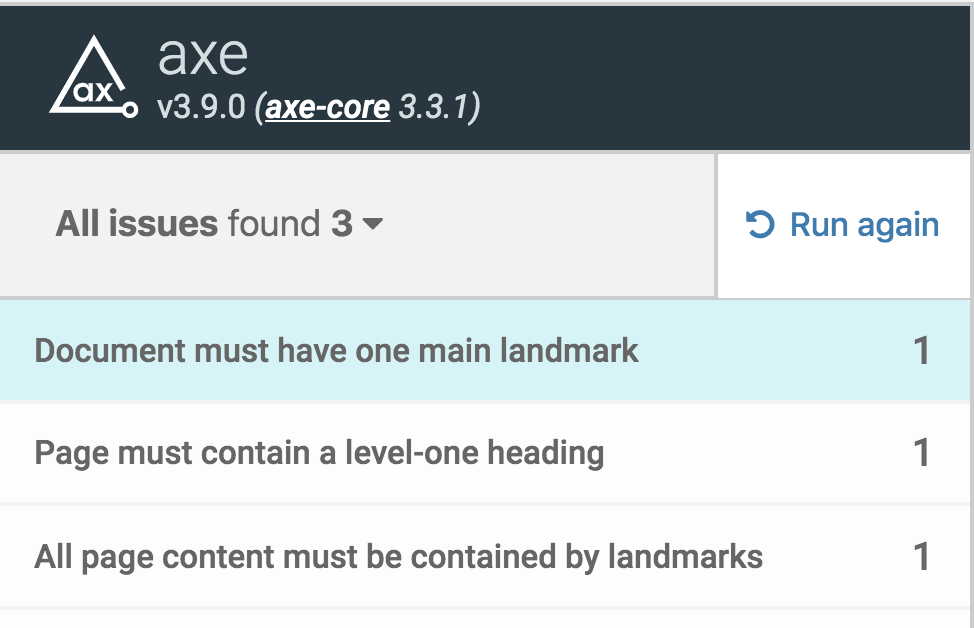 ax
axe
v3.9.0 (axe-core 3.3.1)
All issues found 3
Run again
Document must have one main landmark 1
Page must contain a level-one heading 1
All page content must be contained by landmarks 1